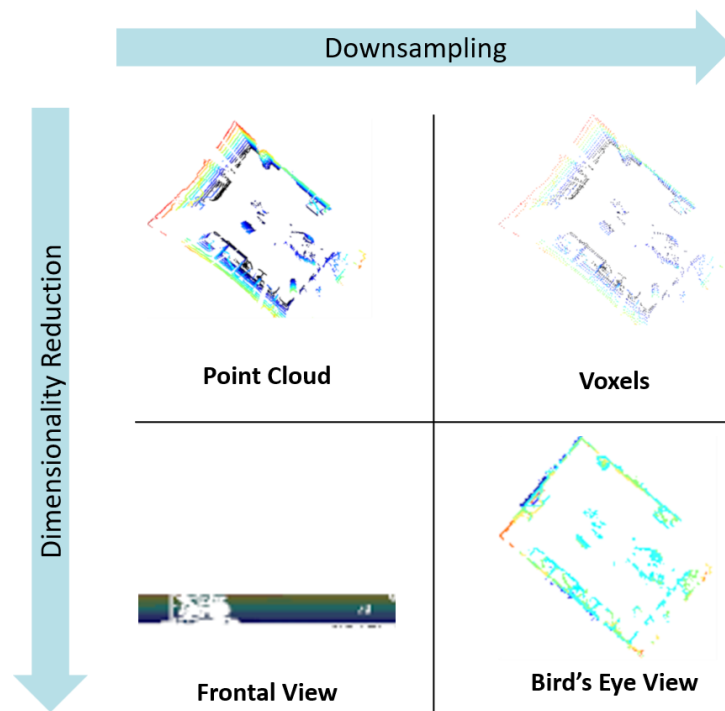 Downsampling
Dimensionality Reduction
Point Cloud
Voxels
Frontal View
Bird's Eye View